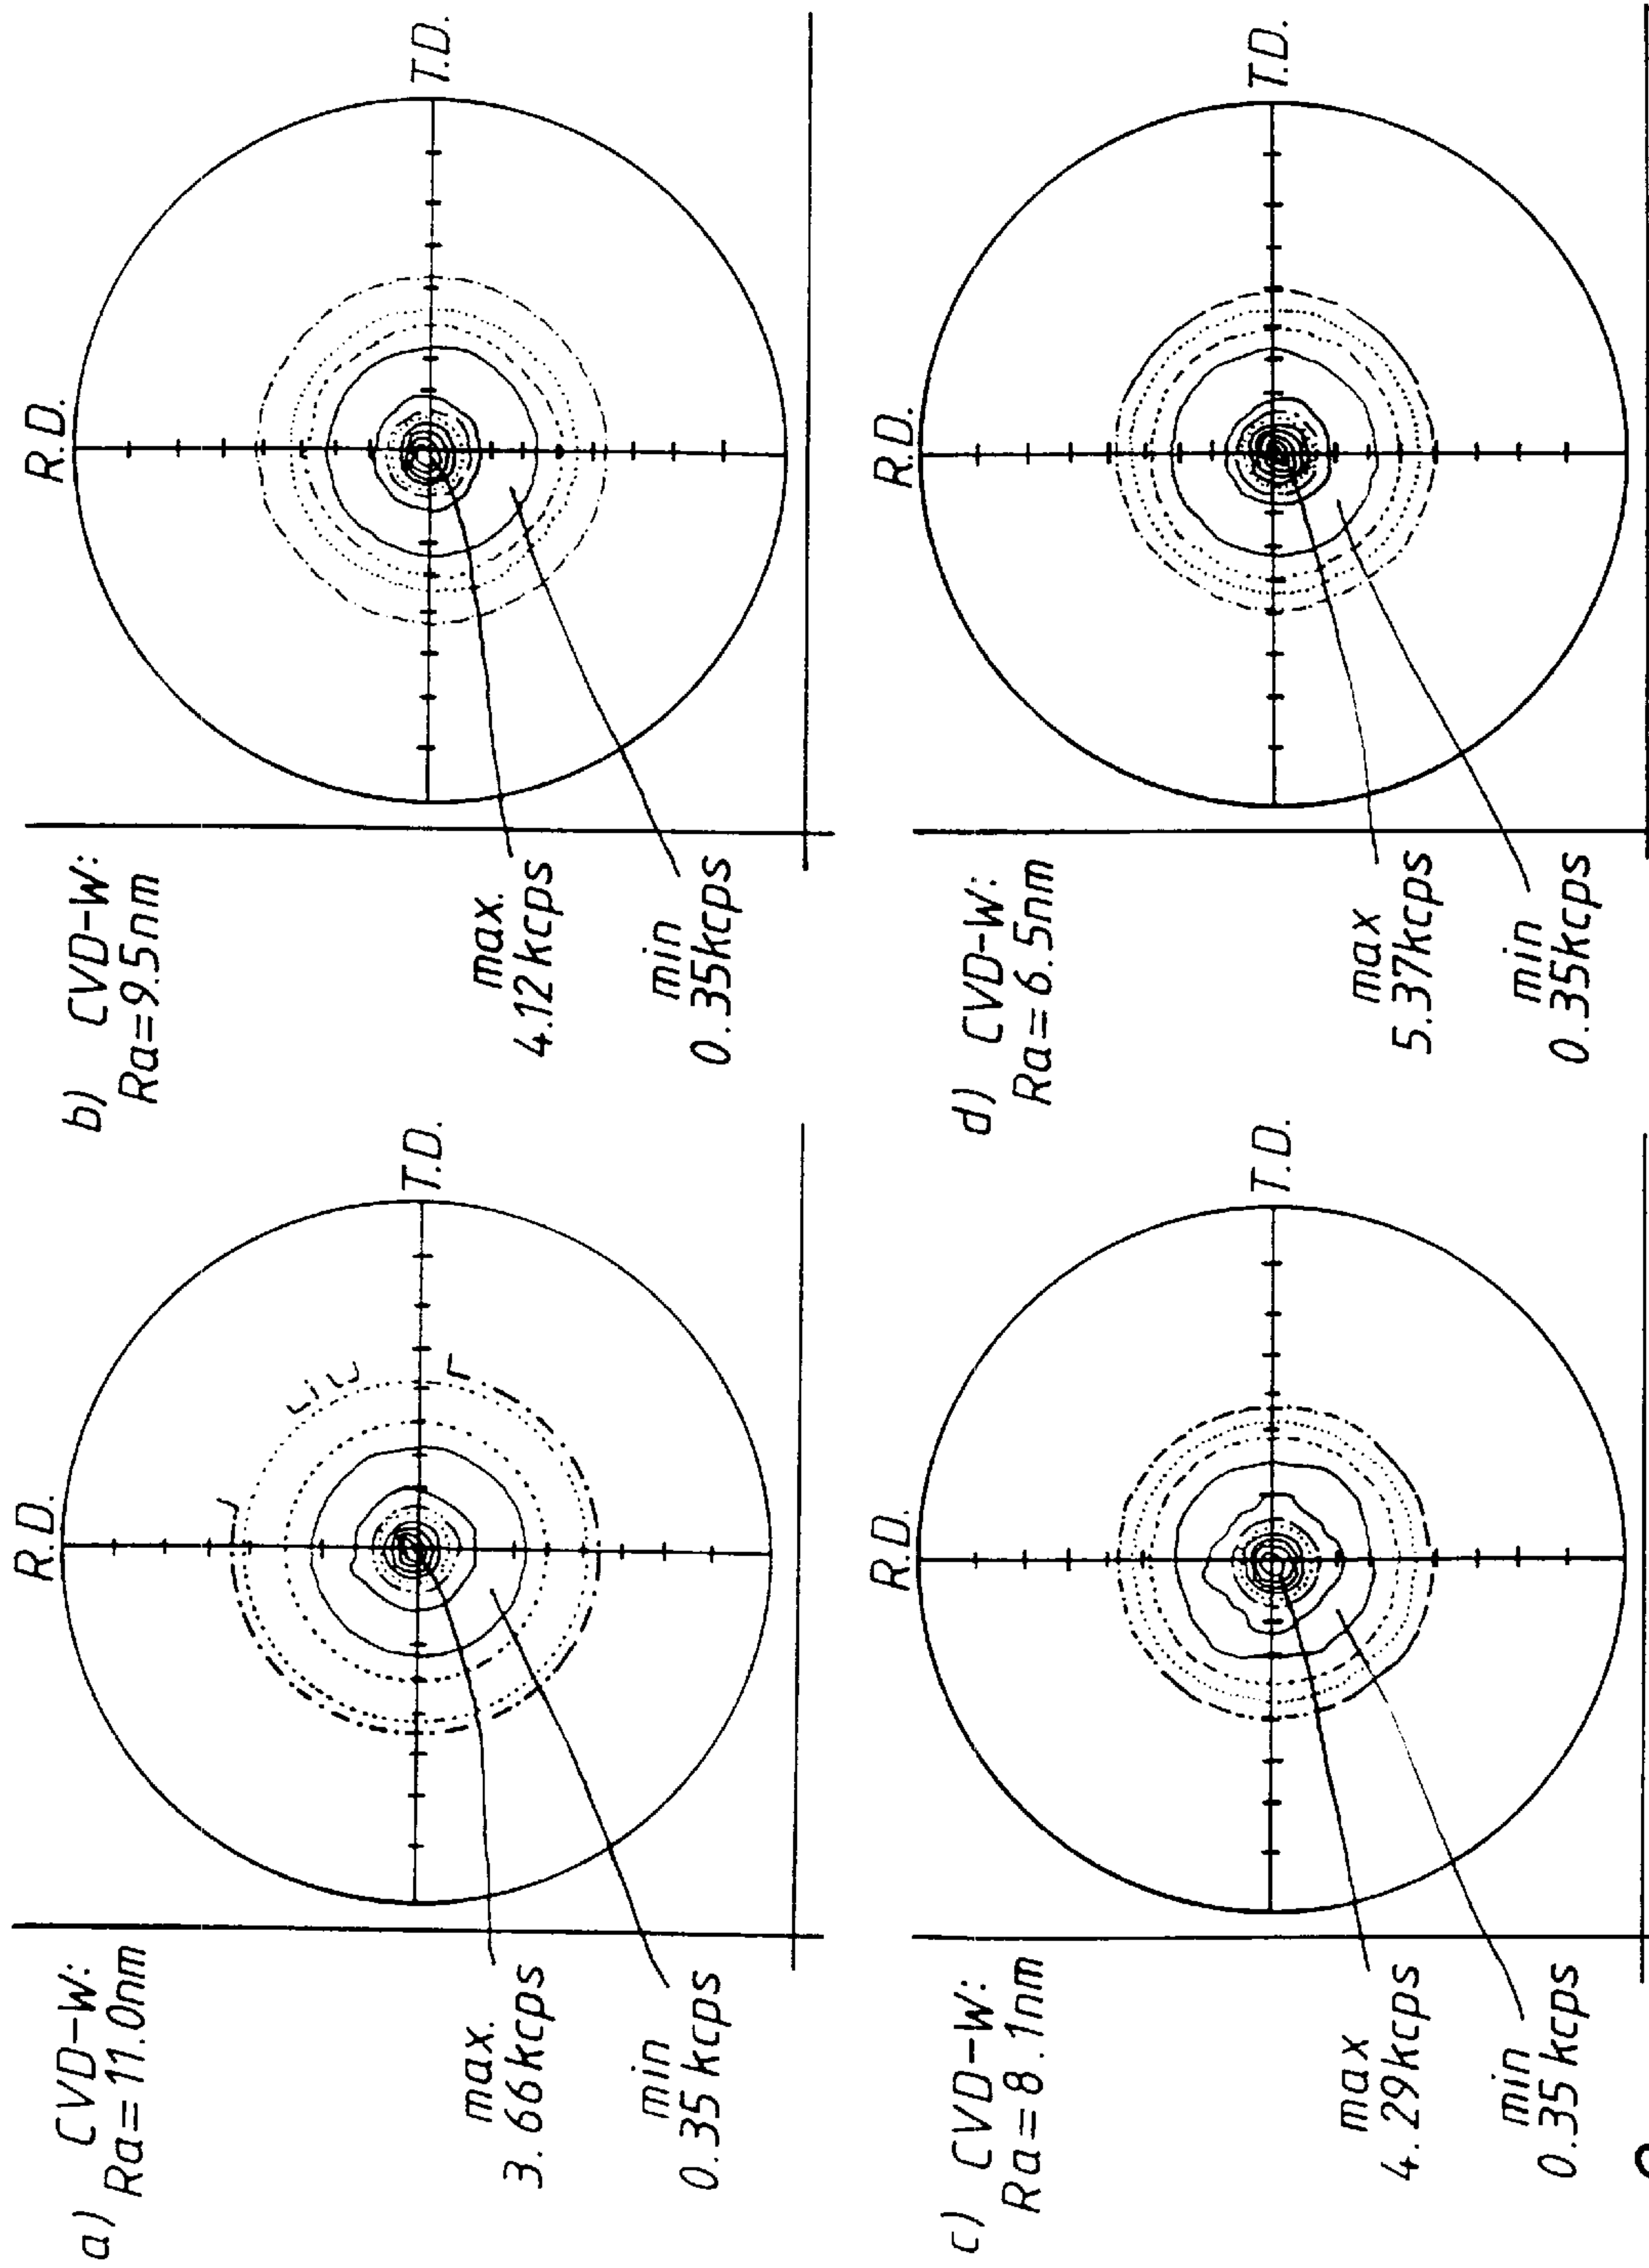 a) CVD-W:
Ra=11.0nm
R.D.
T.D.
max.
3.66kcps
min
0.35kcps
b) CVD-W:
Ra=9.5nm
R.D.
T.D.
max.
4.12kcps
min
0.35kcps
c) CVD-W:
Ra=8.1nm
R.D.
T.D.
max
4.29kcps
min
0.35kcps
d) CVD-W:
Ra=6.5nm
R.D.
T.D.
max
5.37kcps
min
0.35kcps